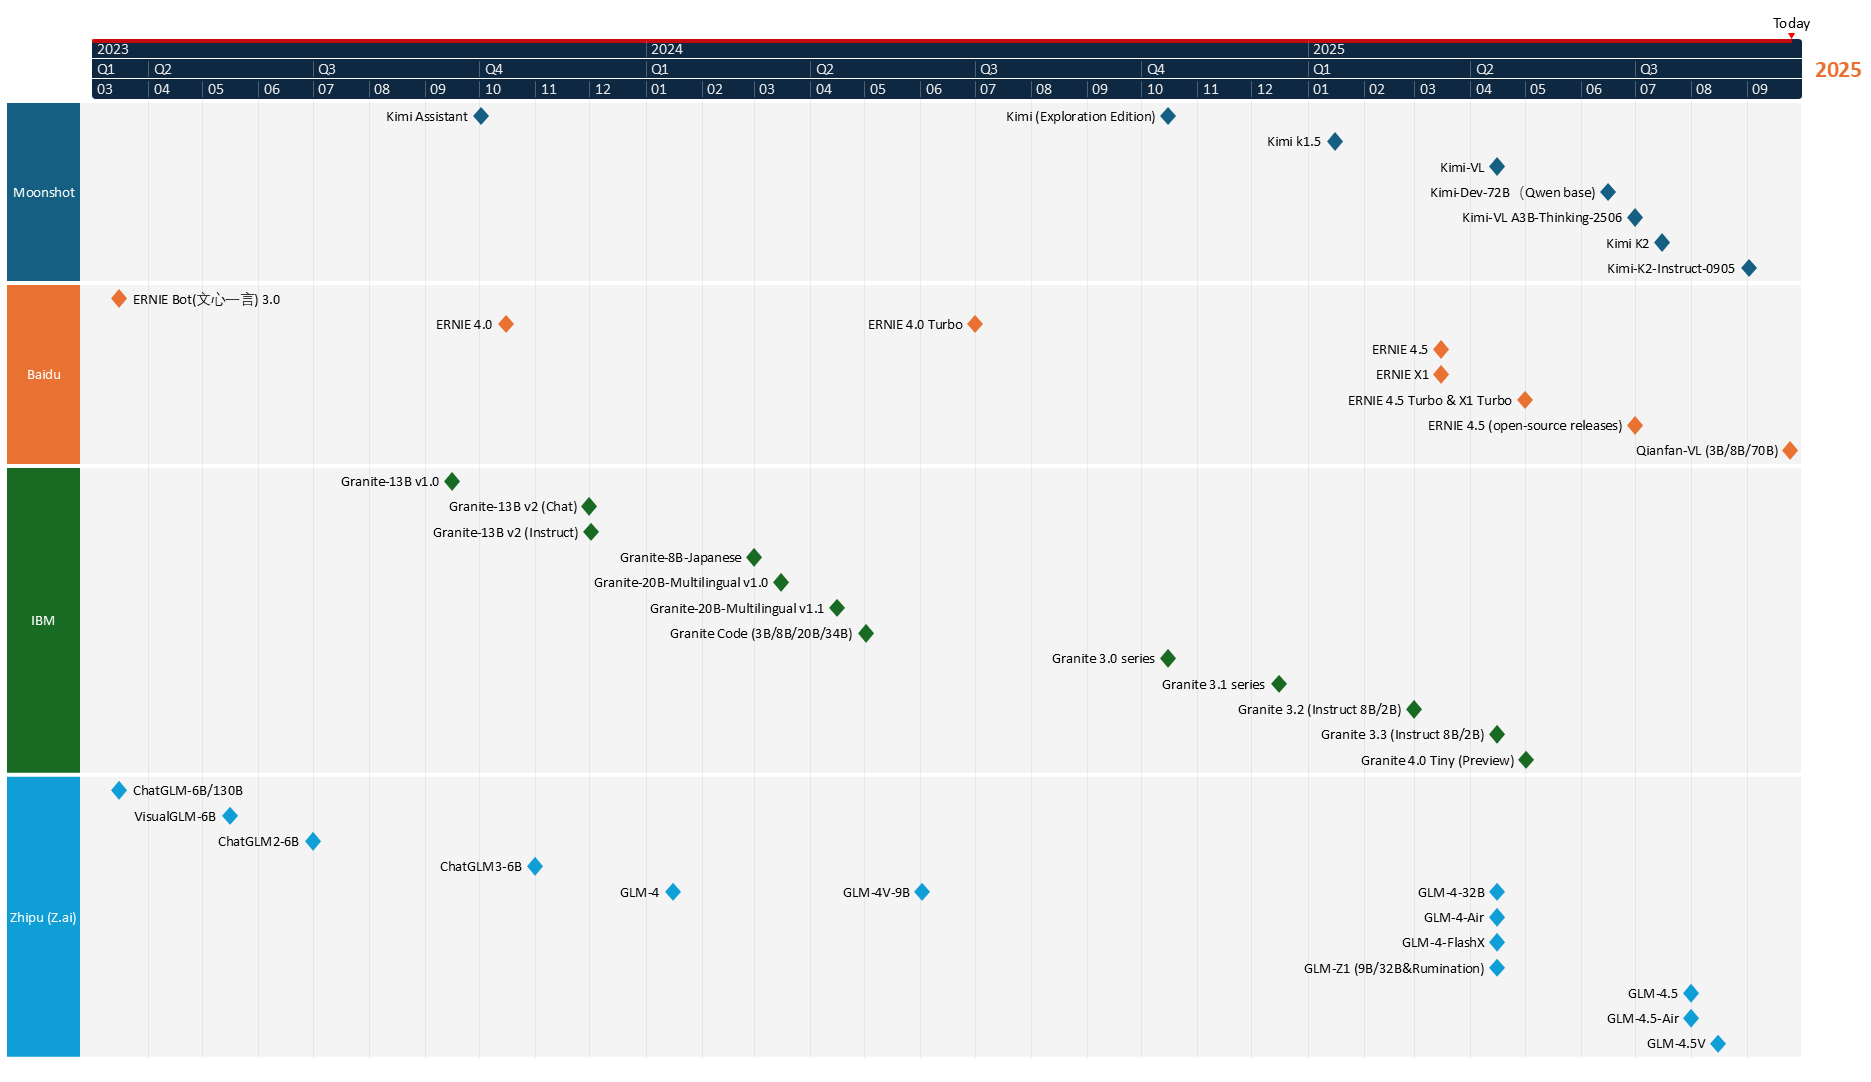 Today
2023 2024 2025
Q1 Q2 Q3 Q4 Q1 Q2 Q3 Q4 Q1 Q2 Q3 2025
03 04 05 06 07 08 09 10 11 12 01 02 03 04 05 06 07 08 09 10 11 12 01 02 03 04 05 06 07 08 09
Moonshot
Kimi Assistant
Kimi (Exploration Edition)
Kimi k1.5
Kimi-VL
Kimi-Dev-72B（Qwen base)
Kimi-VL A3B-Thinking-2506
Kimi K2
Kimi-K2-Instruct-0905
Baidu
ERNIE Bot(文心一言) 3.0
ERNIE 4.0
ERNIE 4.0 Turbo
ERNIE 4.5
ERNIE X1
ERNIE 4.5 Turbo & X1 Turbo
ERNIE 4.5 (open-source releases)
Qianfan-VL (3B/8B/70B)
IBM
Granite-13B v1.0
Granite-13B v2 (Chat)
Granite-13B v2 (Instruct)
Granite-8B-Japanese
Granite-20B-Multilingual v1.0
Granite-20B-Multilingual v1.1
Granite Code (3B/8B/20B/34B)
Granite 3.0 series
Granite 3.1 series
Granite 3.2 (Instruct 8B/2B)
Granite 3.3 (Instruct 8B/2B)
Granite 4.0 Tiny (Preview)
Zhipu (Z.ai)
ChatGLM-6B/130B
VisualGLM-6B
ChatGLM2-6B
ChatGLM3-6B
GLM-4
GLM-4V-9B
GLM-4-32B
GLM-4-Air
GLM-4-FlashX
GLM-Z1 (9B/32B&Rumination)
GLM-4.5
GLM-4.5-Air
GLM-4.5V